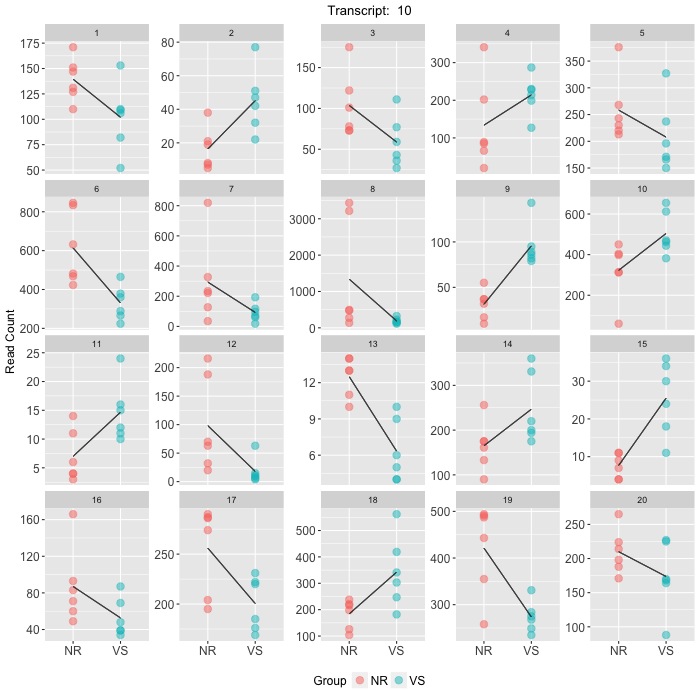 Transcript: 10
1 2 3 4 5
175 150 125 100 75 50
80 60 40 20
150 100 50
300 200 100
350 300 250 200 150
6 7 8 9 10
800 600 400 200
800 600 400 200 0
3000 2000 1000 0
100 50
600 400 200
Read Count
11 12 13 14 15
25 20 15 10 5
200 150 100 50 0
12 9 6
300 200 100
30 20 10
16 17 18 19 20
160 120 80 40
250 200
500 400 300 200 100
500 400 300
250 200 150 100
NR VS NR VS NR VS NR VS NR VS
Group NR VS